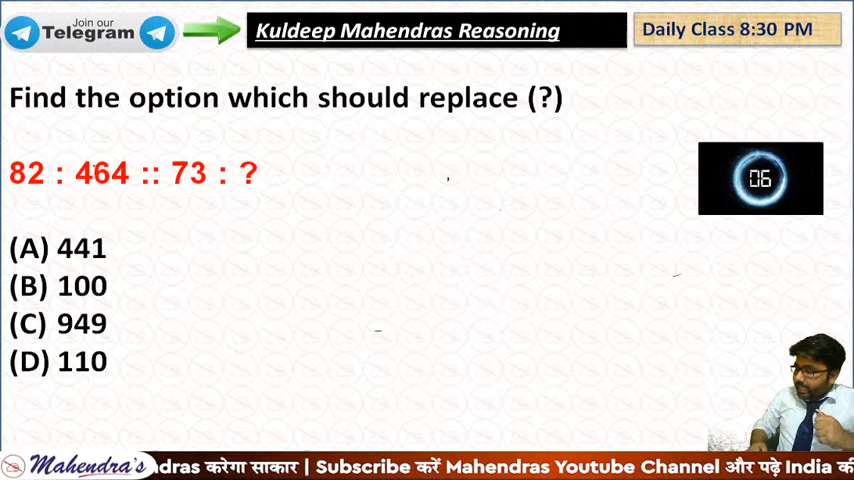 Join our
Telegram
Kuldeep Mahendras Reasoning
Daily Class 8:30 PM
Find the option which should replace (?)
82 : 464 :: 73 : ?
06
(A) 441
(B) 100
(C) 949
(D) 110
Mahendra's
ndras करेगा साकार | Subscribe करें Mahendras Youtube Channel और पढ़े India की